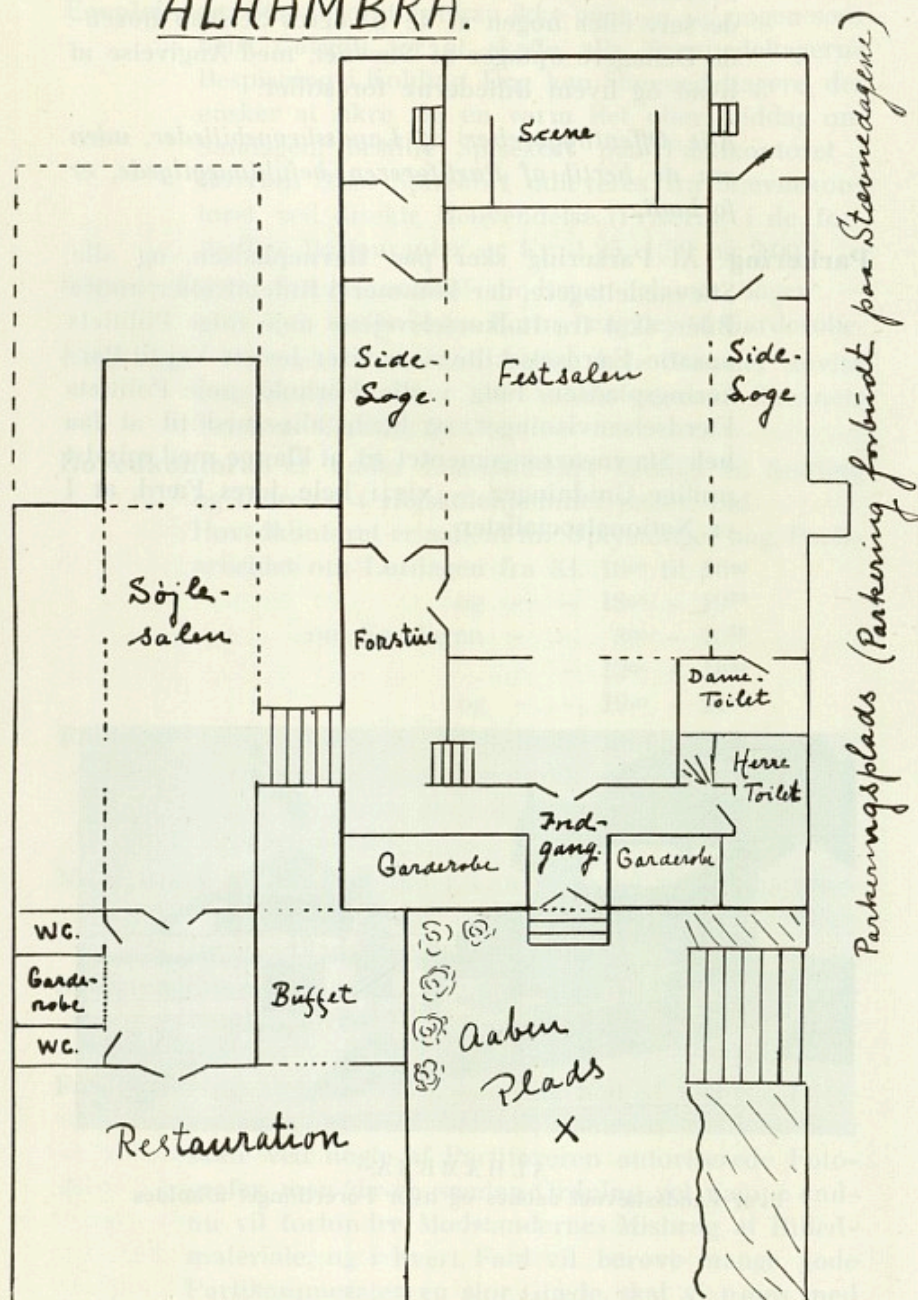 ALHAMBRA.
Scene
Side-
Loge.
Festsalen
Side-
Loge
Søjle-
salen
Forstue
Dame-
Toilet
Herre
Toilet
Ind-
gang.
Garderobe
Garderobe
WC.
Garde-
robe
WC.
Buffet
Aaben
Plads
X
Restauration
Parkeringsplads (Parkering forbudt paa Stævnedagene)